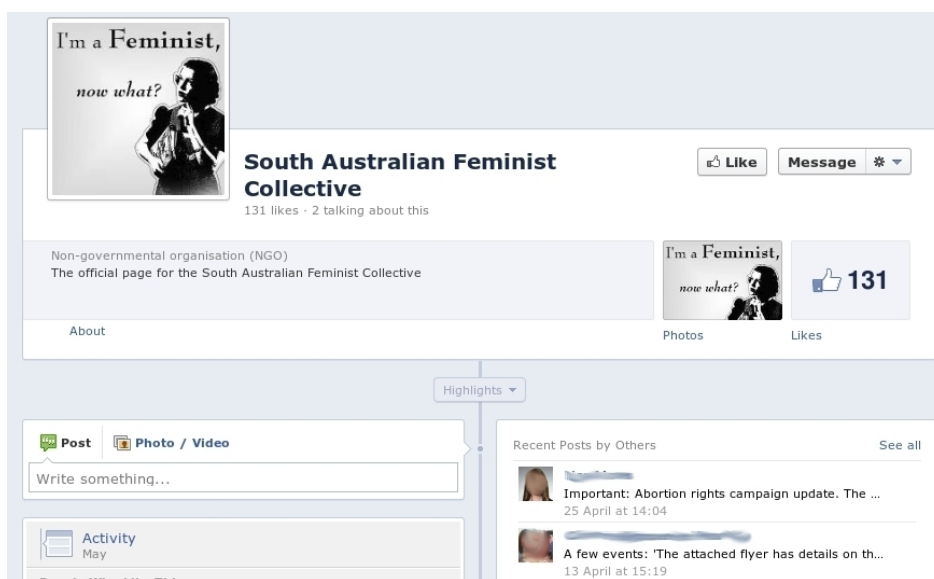 I'm a Feminist,
now what?
South Australian Feminist
Collective
131 likes · 2 talking about this
Like
Message
Non-governmental organisation (NGO)
The official page for the South Australian Feminist Collective
About
I'm a Feminist,
now what?
131
Photos
Likes
Highlights
Post
Photo / Video
Write something...
Activity
May
Recent Posts by Others
See all
Important: Abortion rights campaign update. The ...
25 April at 14:04
A few events: 'The attached flyer has details on th...
13 April at 15:19